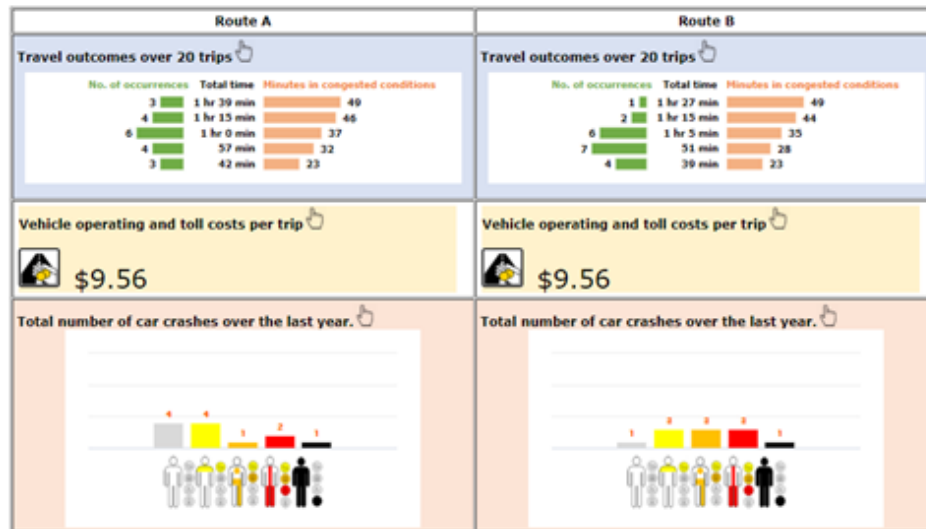 Route A
Route B
Travel outcomes over 20 trips
No. of occurrences Total time Minutes in congested conditions
3 1 hr 39 min 49
4 1 hr 15 min 46
6 1 hr 0 min 37
4 57 min 32
3 42 min 23
Travel outcomes over 20 trips
No. of occurrences Total time Minutes in congested conditions
1 1 hr 27 min 49
2 1 hr 15 min 44
6 1 hr 5 min 35
7 51 min 28
4 39 min 23
Vehicle operating and toll costs per trip
$9.56
Vehicle operating and toll costs per trip
$9.56
Total number of car crashes over the last year.
4 4 1 2 1
Total number of car crashes over the last year.
1 1